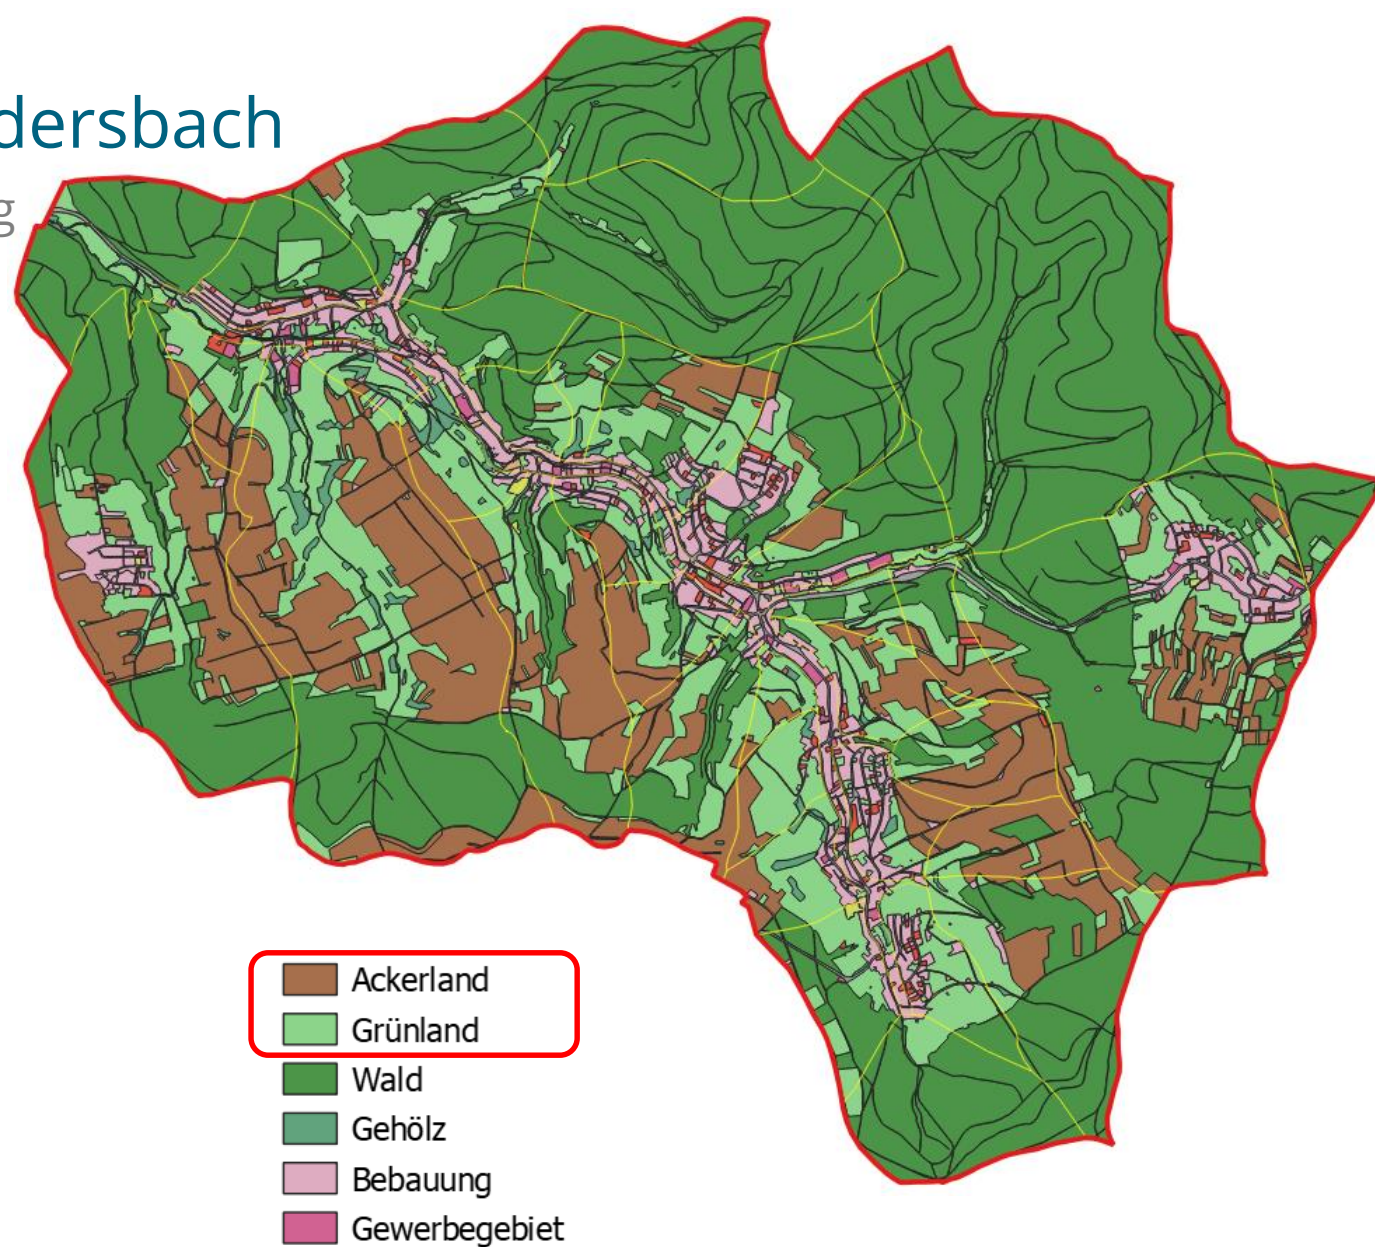 dersbach
g
Ackerland
Grünland
Wald
Gehölz
Bebauung
Gewerbegebiet